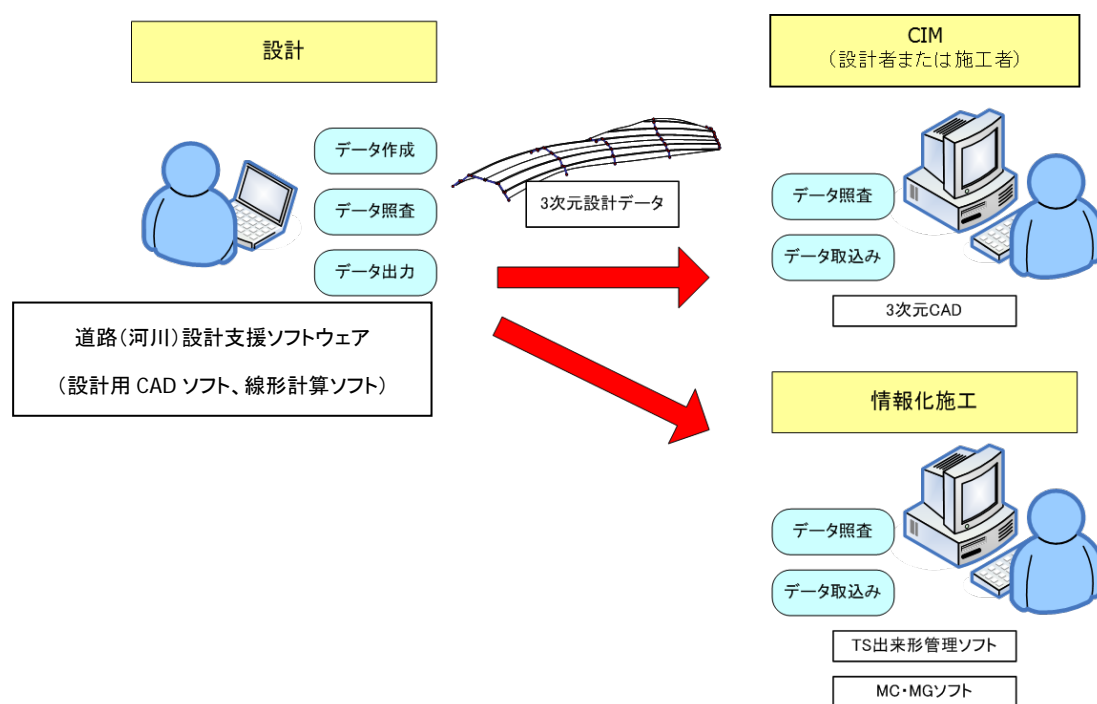 設計
データ作成
データ照査
データ出力
道路(河川)設計支援ソフトウェア
(設計用 CAD ソフト、線形計算ソフト)
3次元設計データ
CIM
(設計者または施工者)
データ照査
データ取込み
3次元CAD
情報化施工
データ照査
データ取込み
TS出来形管理ソフト
MC・MGソフト